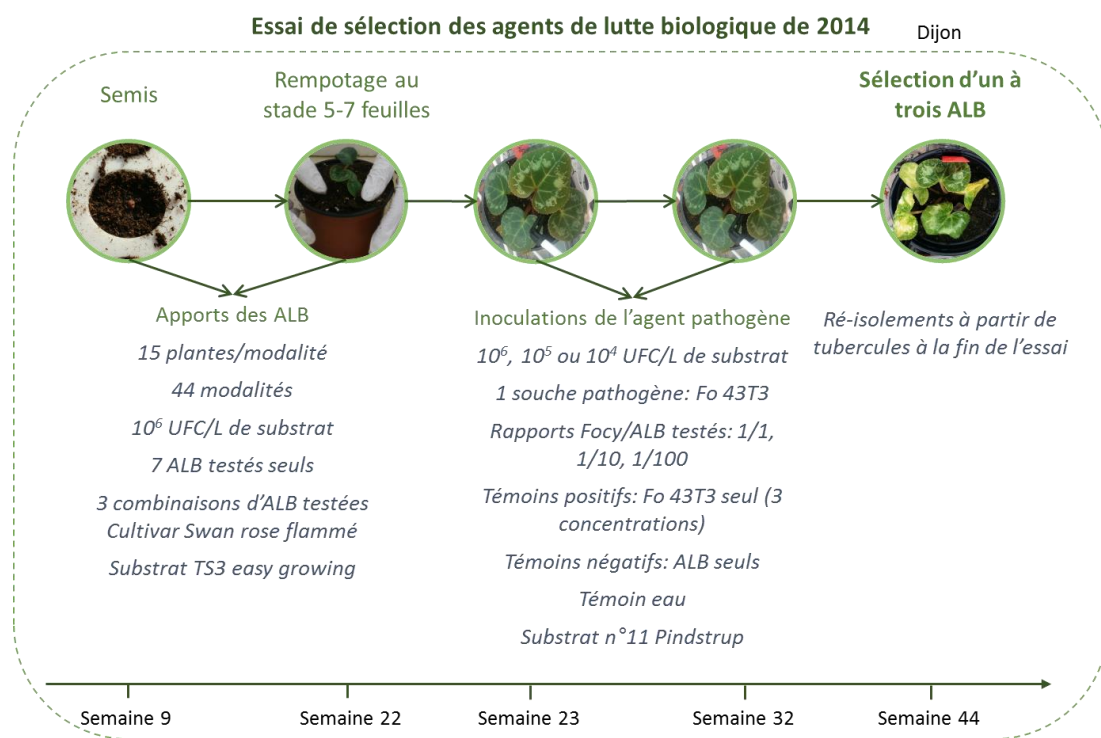 Essai de sélection des agents de lutte biologique de 2014
Dijon
Semis
Rempotage au
stade 5-7 feuilles
Sélection d’un à
trois ALB
Apports des ALB
15 plantes/modalité
44 modalités
10⁶ UFC/L de substrat
7 ALB testés seuls
3 combinaisons d’ALB testées
Cultivar Swan rose flammé
Substrat TS3 easy growing
Inoculations de l’agent pathogène
10⁶, 10⁵ ou 10⁴ UFC/L de substrat
1 souche pathogène: Fo 43T3
Rapports Focy/ALB testés: 1/1,
1/10, 1/100
Témoins positifs: Fo 43T3 seul (3
concentrations)
Témoins négatifs: ALB seuls
Témoin eau
Substrat n°11 Pindstrup
Ré-isolements à partir de
tubercules à la fin de l’essai
Semaine 9
Semaine 22
Semaine 23
Semaine 32
Semaine 44